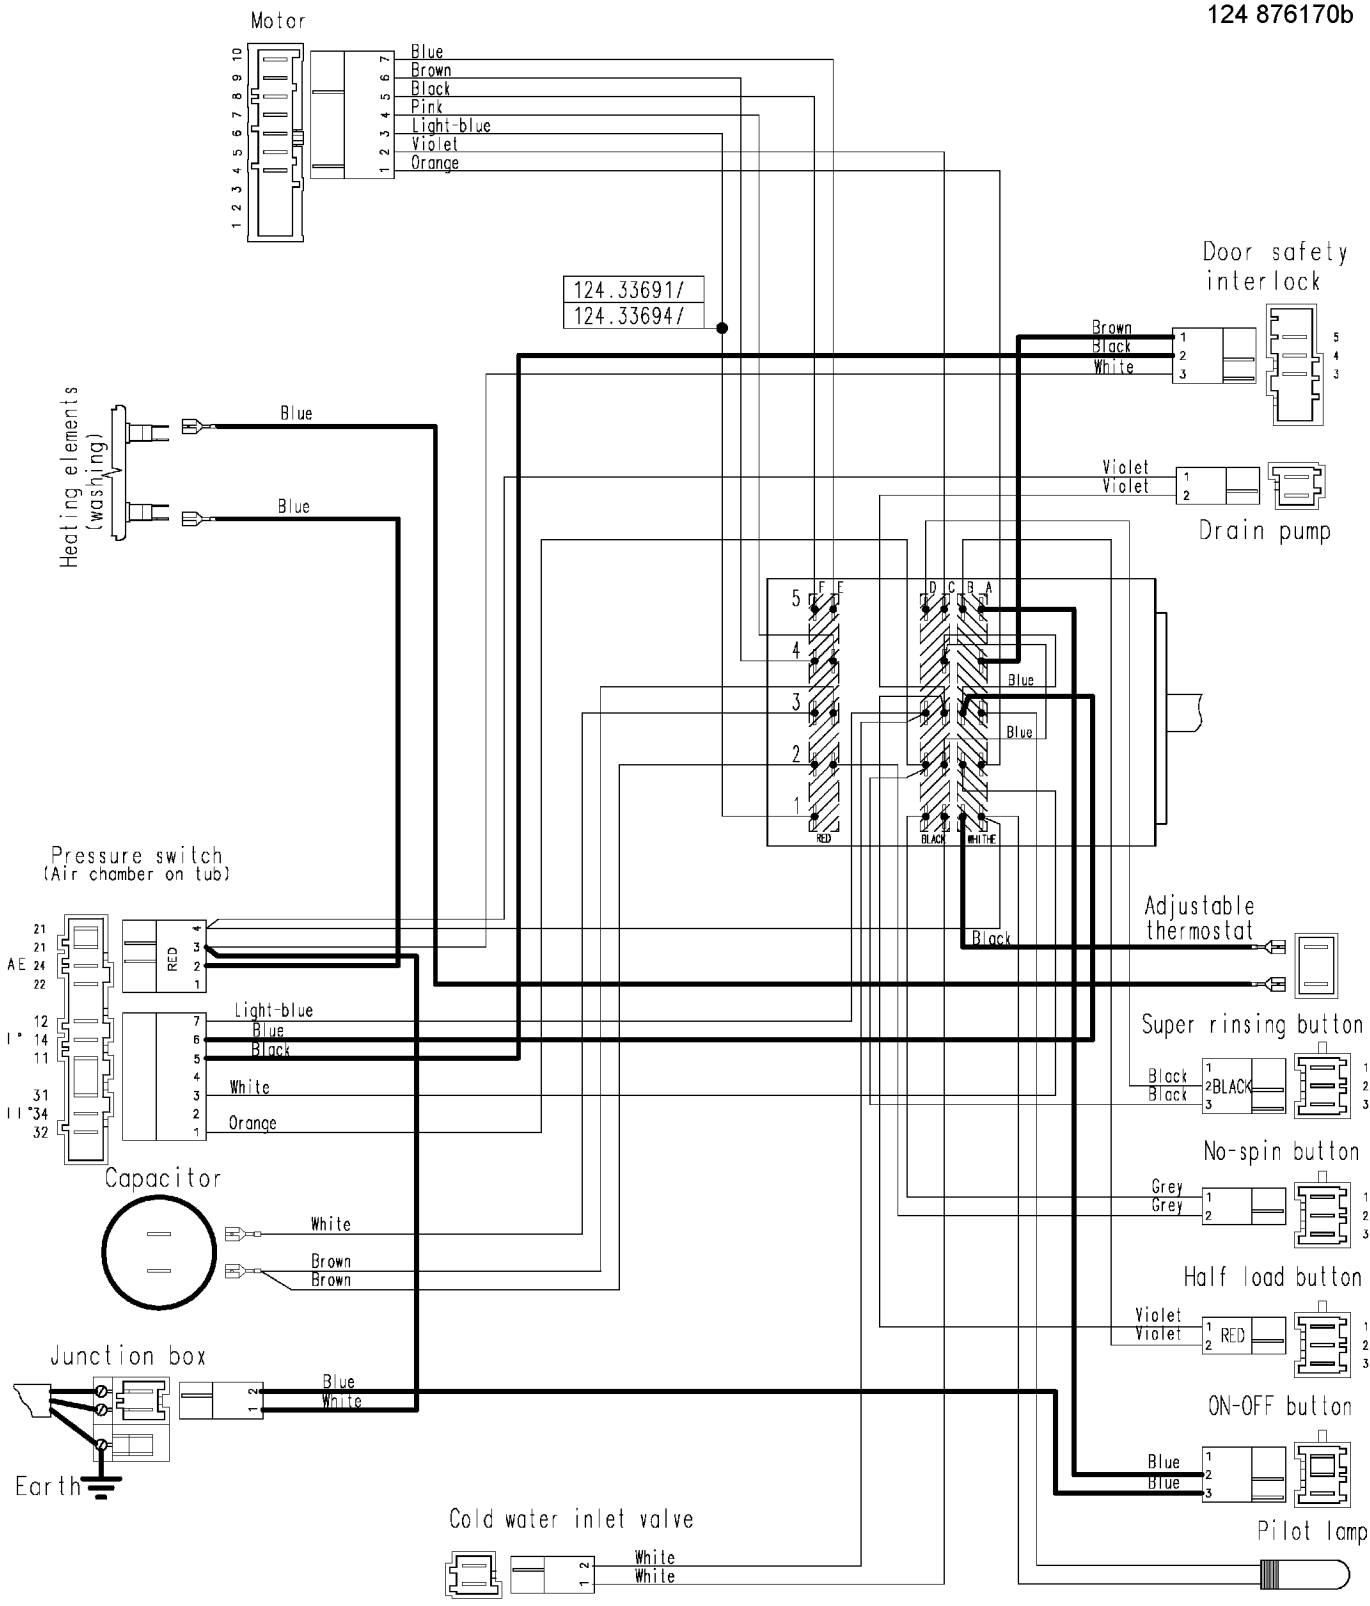 124 876170b
Motor
10
9
8
7
6
5
4
3
2
1
7
6
5
4
3
2
1
Blue
Brown
Black
Pink
Light-blue
Violet
Orange
124.33691/
124.33694/
Door safety
interlock
Brown
Black
White
1
2
3
5
4
3
Heating elements
(washing)
Blue
Blue
Violet
Violet
1
2
Drain pump
F E D C B A
5
4
3
2
1
Blue
Blue
RED
BLACK
WHITHE
Pressure switch
(Air chamber on tub)
21
21
AE 24
22
12
I° 14
11
31
II°34
32
RED
4
3
2
1
7
6
5
4
3
2
1
Light-blue
Blue
Black
White
Orange
Adjustable
thermostat
Black
Super rinsing button
Black
Black
1
2
3
BLACK
1
2
3
No-spin button
Grey
Grey
1
2
1
2
3
Capacitor
White
Brown
Brown
Half load button
Violet
Violet
1
2
RED
1
2
3
Junction box
2
1
Blue
White
Earth
ON-OFF button
Blue
Blue
1
2
3
Cold water inlet valve
2
1
White
White
Pilot lamp